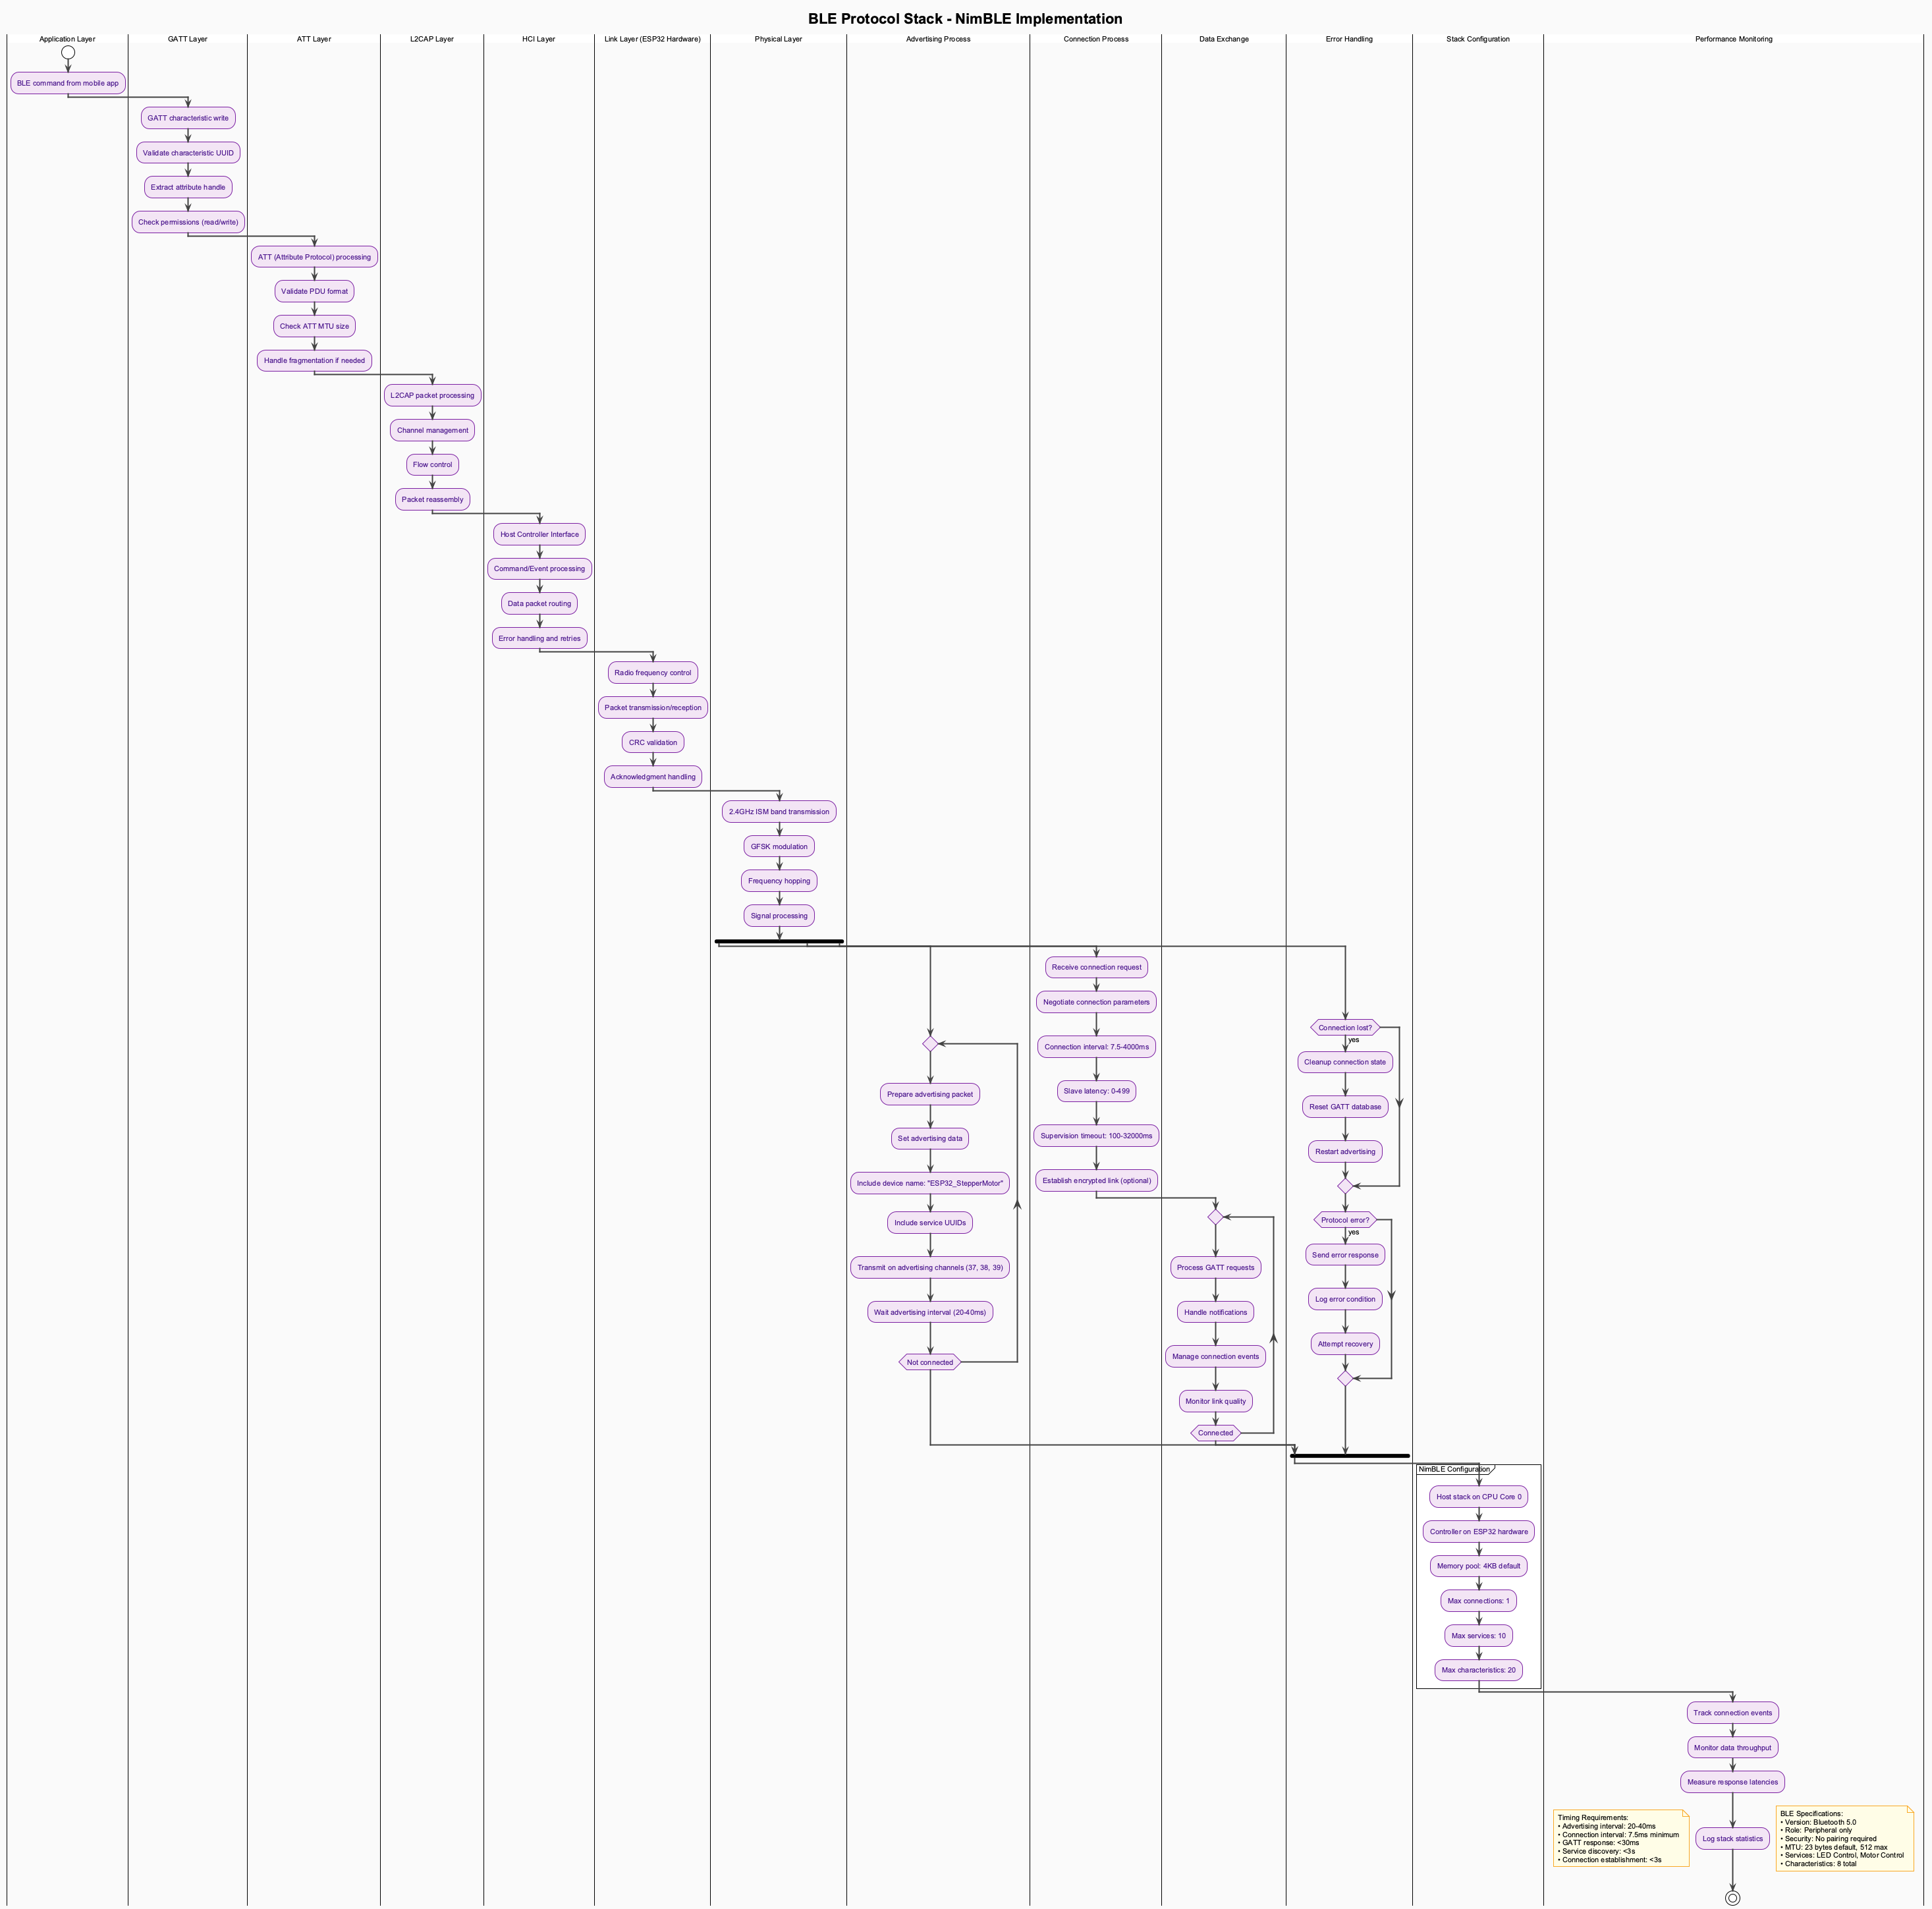 BLE Protocol Stack - NimBLE Implementation
Application Layer
GATT Layer
ATT Layer
L2CAP Layer
HCI Layer
Link Layer (ESP32 Hardware)
Physical Layer
Advertising Process
Connection Process
Data Exchange
Error Handling
Stack Configuration
Performance Monitoring
BLE command from mobile app
GATT characteristic write
Validate characteristic UUID
Extract attribute handle
Check permissions (read/write)
ATT (Attribute Protocol) processing
Validate PDU format
Check ATT MTU size
Handle fragmentation if needed
L2CAP packet processing
Channel management
Flow control
Packet reassembly
Host Controller Interface
Command/Event processing
Data packet routing
Error handling and retries
Radio frequency control
Packet transmission/reception
CRC validation
Acknowledgment handling
2.4GHz ISM band transmission
GFSK modulation
Frequency hopping
Signal processing
Prepare advertising packet
Set advertising data
Include device name: "ESP32_StepperMotor"
Include service UUIDs
Transmit on advertising channels (37, 38, 39)
Wait advertising interval (20-40ms)
Not connected
Receive connection request
Negotiate connection parameters
Connection interval: 7.5-4000ms
Slave latency: 0-499
Supervision timeout: 100-32000ms
Establish encrypted link (optional)
Process GATT requests
Handle notifications
Manage connection events
Monitor link quality
Connected
Connection lost?
yes
Cleanup connection state
Reset GATT database
Restart advertising
Protocol error?
yes
Send error response
Log error condition
Attempt recovery
NimBLE Configuration
Host stack on CPU Core 0
Controller on ESP32 hardware
Memory pool: 4KB default
Max connections: 1
Max services: 10
Max characteristics: 20
Track connection events
Monitor data throughput
Measure response latencies
Timing Requirements:
• Advertising interval: 20-40ms
• Connection interval: 7.5ms minimum
• GATT response: <30ms
• Service discovery: <3s
• Connection establishment: <3s
Log stack statistics
BLE Specifications:
• Version: Bluetooth 5.0
• Role: Peripheral only
• Security: No pairing required
• MTU: 23 bytes default, 512 max
• Services: LED Control, Motor Control
• Characteristics: 8 total